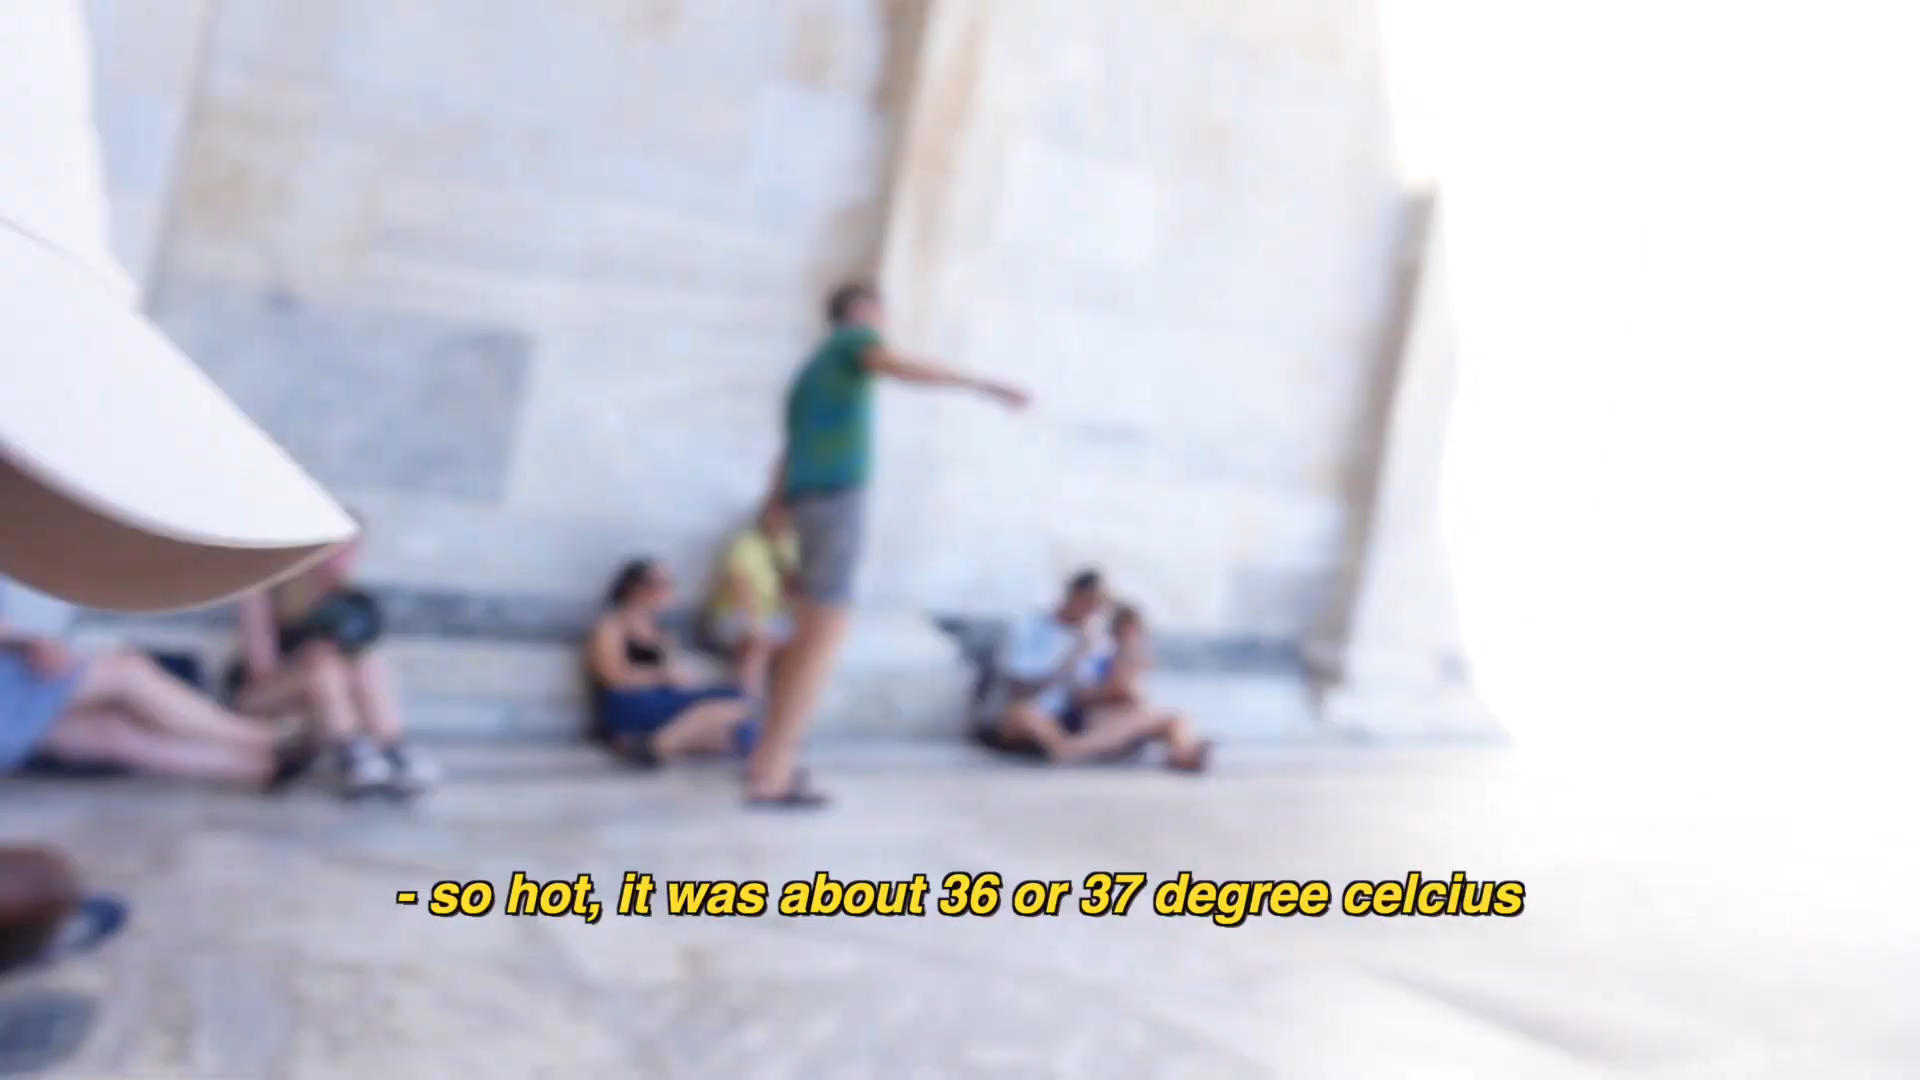 - so hot, it was about 36 or 37 degree celcius